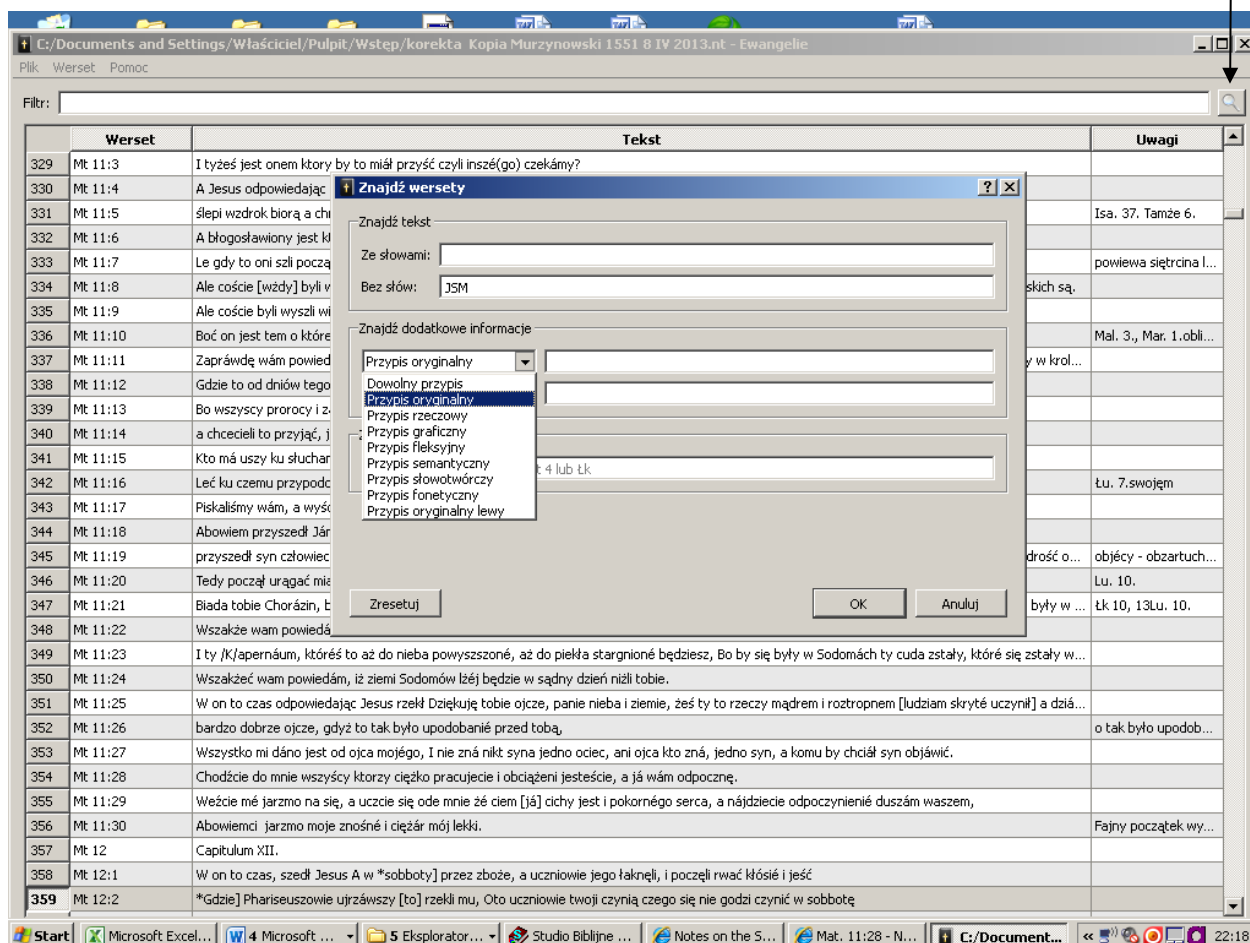 C:/Documents and Settings/Właściciel/Pulpit/Wstęp/korekta Kopia Murzynowski 1551 8 IV 2013.nt - Ewangelie
Plik Werset Pomoc
Filtr:
Werset Tekst Uwagi
329 Mt 11:3 I tyżeś jest onem ktory by to miáł przyść czyli inszé(go) czekámy?
330 Mt 11:4 A Jesus odpowiedając
331 Mt 11:5 ślepi wzdrok biorą a chr Isa. 37. Tamże 6.
332 Mt 11:6 A błogosławiony jest kt
333 Mt 11:7 Le gdy to oni szli począ powiewa siętrcina l...
334 Mt 11:8 Ale coście [wżdy] byli w skich są.
335 Mt 11:9 Ale coście byli wyszli wi
336 Mt 11:10 Boć on jest tem o które Mal. 3., Mar. 1.obli...
337 Mt 11:11 Zapráwdę wám powied y w krol...
338 Mt 11:12 Gdzie to od dniów tego
339 Mt 11:13 Bo wszyscy prorocy i z
340 Mt 11:14 a chcecieli to przyjąć, j
341 Mt 11:15 Kto má uszy ku słuchar
342 Mt 11:16 Leć ku czemu przypodo Łu. 7.swojęm
343 Mt 11:17 Piskaliśmy wám, a wyśc
344 Mt 11:18 Abowiem przyszedł Ján
345 Mt 11:19 przyszedł syn człowiec drość o... objécy - obzartuch...
346 Mt 11:20 Tedy począł urągać mia Lu. 10.
347 Mt 11:21 Biada tobie Chorázin, b były w ... Łk 10, 13Lu. 10.
348 Mt 11:22 Wszakże wam powiedá
349 Mt 11:23 I ty /K/apernáum, któréś to aż do nieba powyszszoné, aż do piekła stargnioné będziesz, Bo by się były w Sodomách ty cuda zstały, któré się zstały w...
350 Mt 11:24 Wszakżeć wam powiedám, iż ziemi Sodomów lżéj będzie w sądny dzień niżli tobie.
351 Mt 11:25 W on to czas odpowiedając Jesus rzekł Dziękuję tobie ojcze, panie nieba i ziemie, żeś ty to rzeczy mądrem i roztropnem [ludziam skryté uczynił] a dziá...
352 Mt 11:26 bardzo dobrze ojcze, gdyż to tak było upodobanié przed tobą, o tak było upodob...
353 Mt 11:27 Wszystko mi dáno jest od ojca mojégo, I nie zná nikt syna jedno ociec, ani ojca kto zná, jedno syn, a komu by chciáł syn objáwić.
354 Mt 11:28 Chodźcie do mnie wszyścy ktorzy ciężko pracujecie i obciążeni jesteście, a já wám odpocznę.
355 Mt 11:29 Weźcie mé jarzmo na się, a uczcie się ode mnie żé ciem [já] cichy jest i pokornégo serca, a nájdziecie odpoczynienié duszám waszem,
356 Mt 11:30 Abowiemci jarzmo moje znośné i ciężár mój lekki. Fajny początek wy...
357 Mt 12 Capitulum XII.
358 Mt 12:1 W on to czas, szedł Jesus A w *sobboty] przez zboże, a uczniowie jego łaknęli, i poczęli rwać kłósié i jeść
359 Mt 12:2 *Gdzie] Phariseuszowie ujrzáwszy [to] rzekli mu, Oto uczniowie twoji czynią czego się nie godzi czynić w sobbotę
Znajdź wersety
Znajdź tekst
Ze słowami:
Bez słów: JSM
Znajdź dodatkowe informacje
Przypis oryginalny
Dowolny przypis
Przypis oryginalny
Przypis rzeczowy
Przypis graficzny
Przypis fleksyjny
Przypis semantyczny
Przypis słowotwórczy
Przypis fonetyczny
Przypis oryginalny lewy
t 4 lub Łk
Zresetuj OK Anuluj
Start Microsoft Excel... 4 Microsoft ... 5 Eksplorator... Studio Biblijne ... Notes on the S... Mat. 11:28 - N... C:/Document... « 22:18